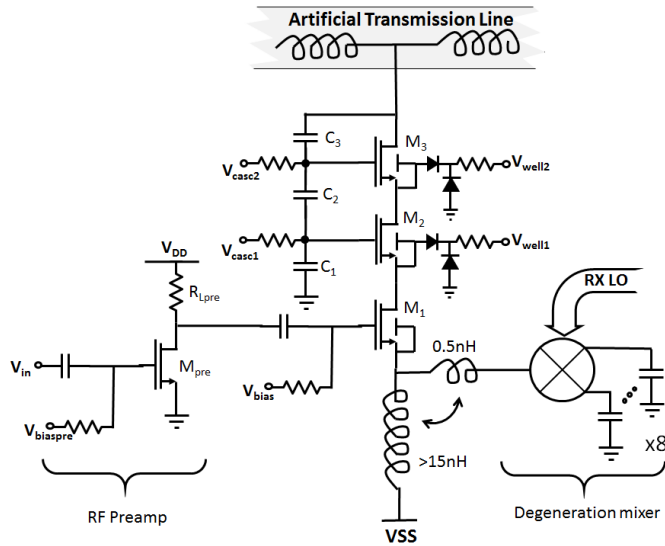 Artificial Transmission Line
C3
M3
Vcasc2
Vwell2
C2
M2
Vcasc1
Vwell1
VDD
C1
RX LO
RLpre
M1
0.5nH
Vin
Mpre
Vbias
Vbiaspre
>15nH
x8
RF Preamp
Degeneration mixer
VSS